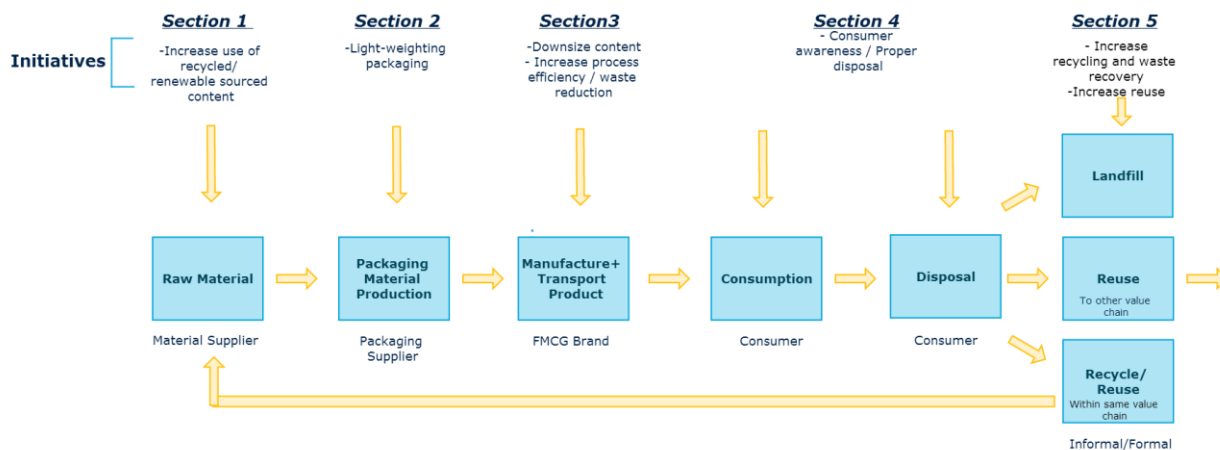 Section 1
Section 2
Section3
Section 4
Section 5
Initiatives
-Increase use of
recycled/
renewable sourced
content
-Light-weighting
packaging
-Downsize content
- Increase process
efficiency / waste
reduction
- Consumer
awareness / Proper
disposal
- Increase
recycling and waste
recovery
-Increase reuse
Landfill
Raw Material
Packaging
Material
Production
Manufacture+
Transport
Product
Consumption
Disposal
Reuse
To other value
chain
Material Supplier
Packaging
Supplier
FMCG Brand
Consumer
Consumer
Recycle/
Reuse
Within same value
chain
Informal/Formal